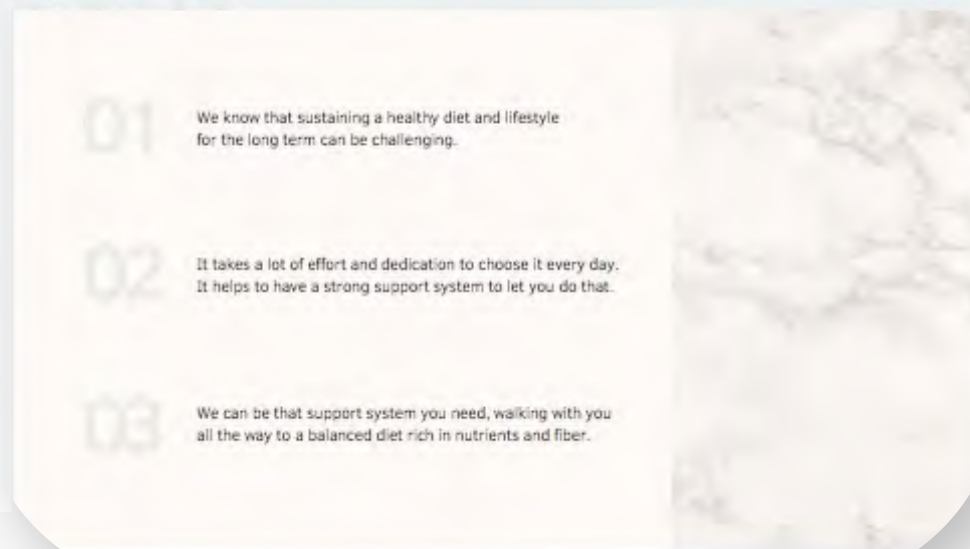 01
We know that sustaining a healthy diet and lifestyle
for the long term can be challenging.
02
It takes a lot of effort and dedication to choose it every day.
It helps to have a strong support system to let you do that.
03
We can be that support system you need, walking with you
all the way to a balanced diet rich in nutrients and fiber.